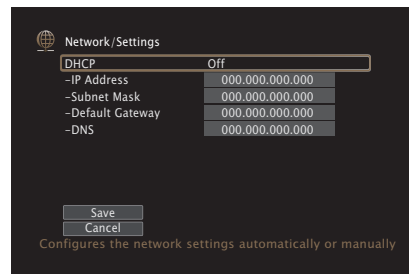 Network/Settings
DHCP Off
-IP Address 000.000.000.000
-Subnet Mask 000.000.000.000
-Default Gateway 000.000.000.000
-DNS 000.000.000.000
Save
Cancel
Configures the network settings automatically or manually